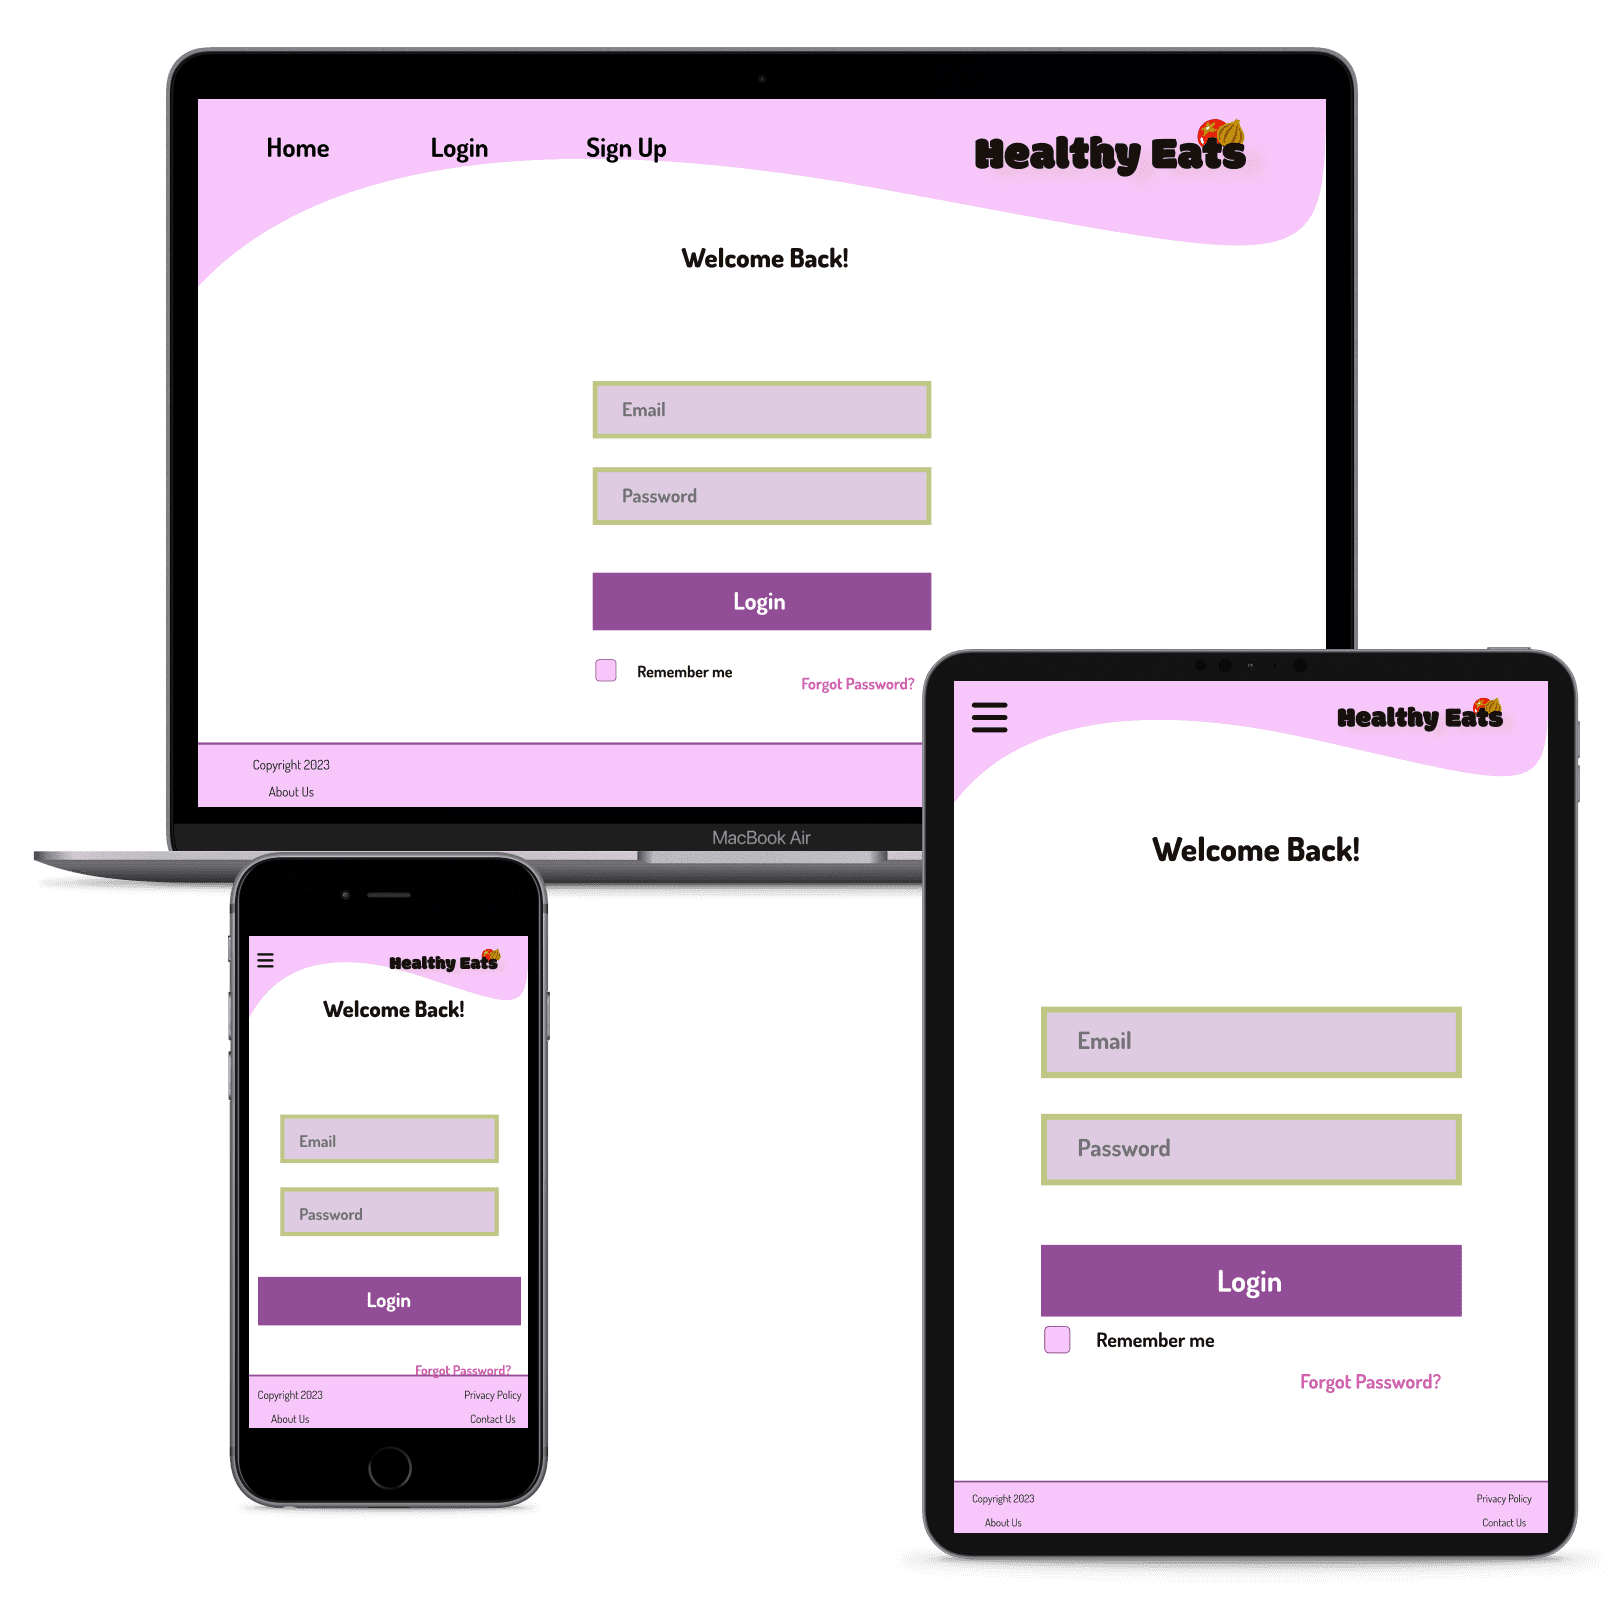 Home Login Sign Up Healthy Eats
Welcome Back!
Email
Password
Login
Remember me
Forgot Password?
Copyright 2023
About Us
MacBook Air
Healthy Eats
Welcome Back!
Email
Password
Login
Forgot Password?
Copyright 2023 Privacy Policy
About Us Contact Us
Healthy Eats
Welcome Back!
Email
Password
Login
Remember me
Forgot Password?
Copyright 2023 Privacy Policy
About Us Contact Us